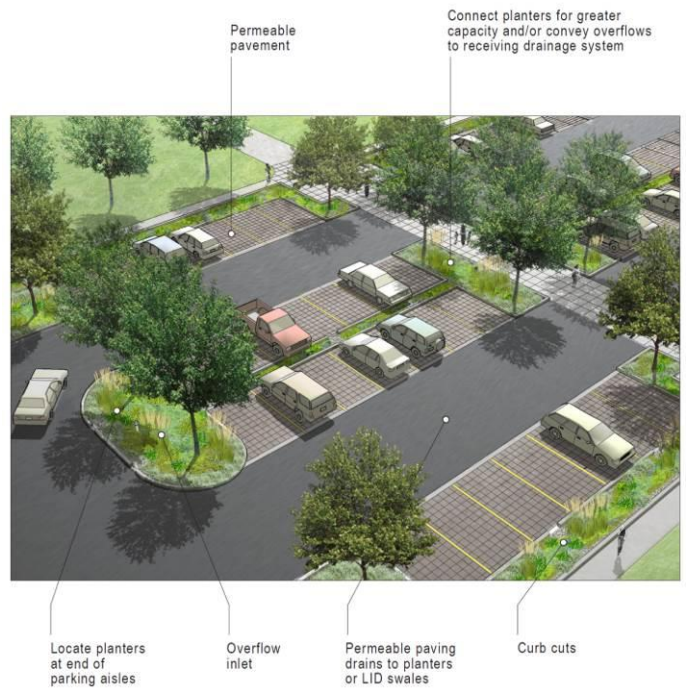 Permeable
pavement
Connect planters for greater
capacity and/or convey overflows
to receiving drainage system
Locate planters
at end of
parking aisles
Overflow
inlet
Permeable paving
drains to planters
or LID swales
Curb cuts